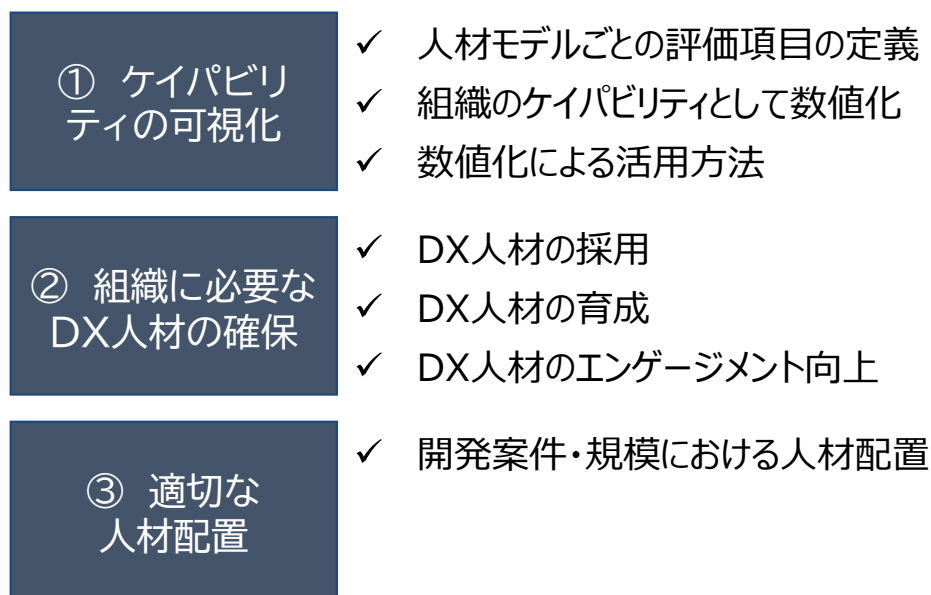 ① ケイパビリ
ティの可視化
✓ 人材モデルごとの評価項目の定義
✓ 組織のケイパビリティとして数値化
✓ 数値化による活用方法
② 組織に必要な
DX人材の確保
✓ DX人材の採用
✓ DX人材の育成
✓ DX人材のエンゲージメント向上
③ 適切な
人材配置
✓ 開発案件・規模における人材配置